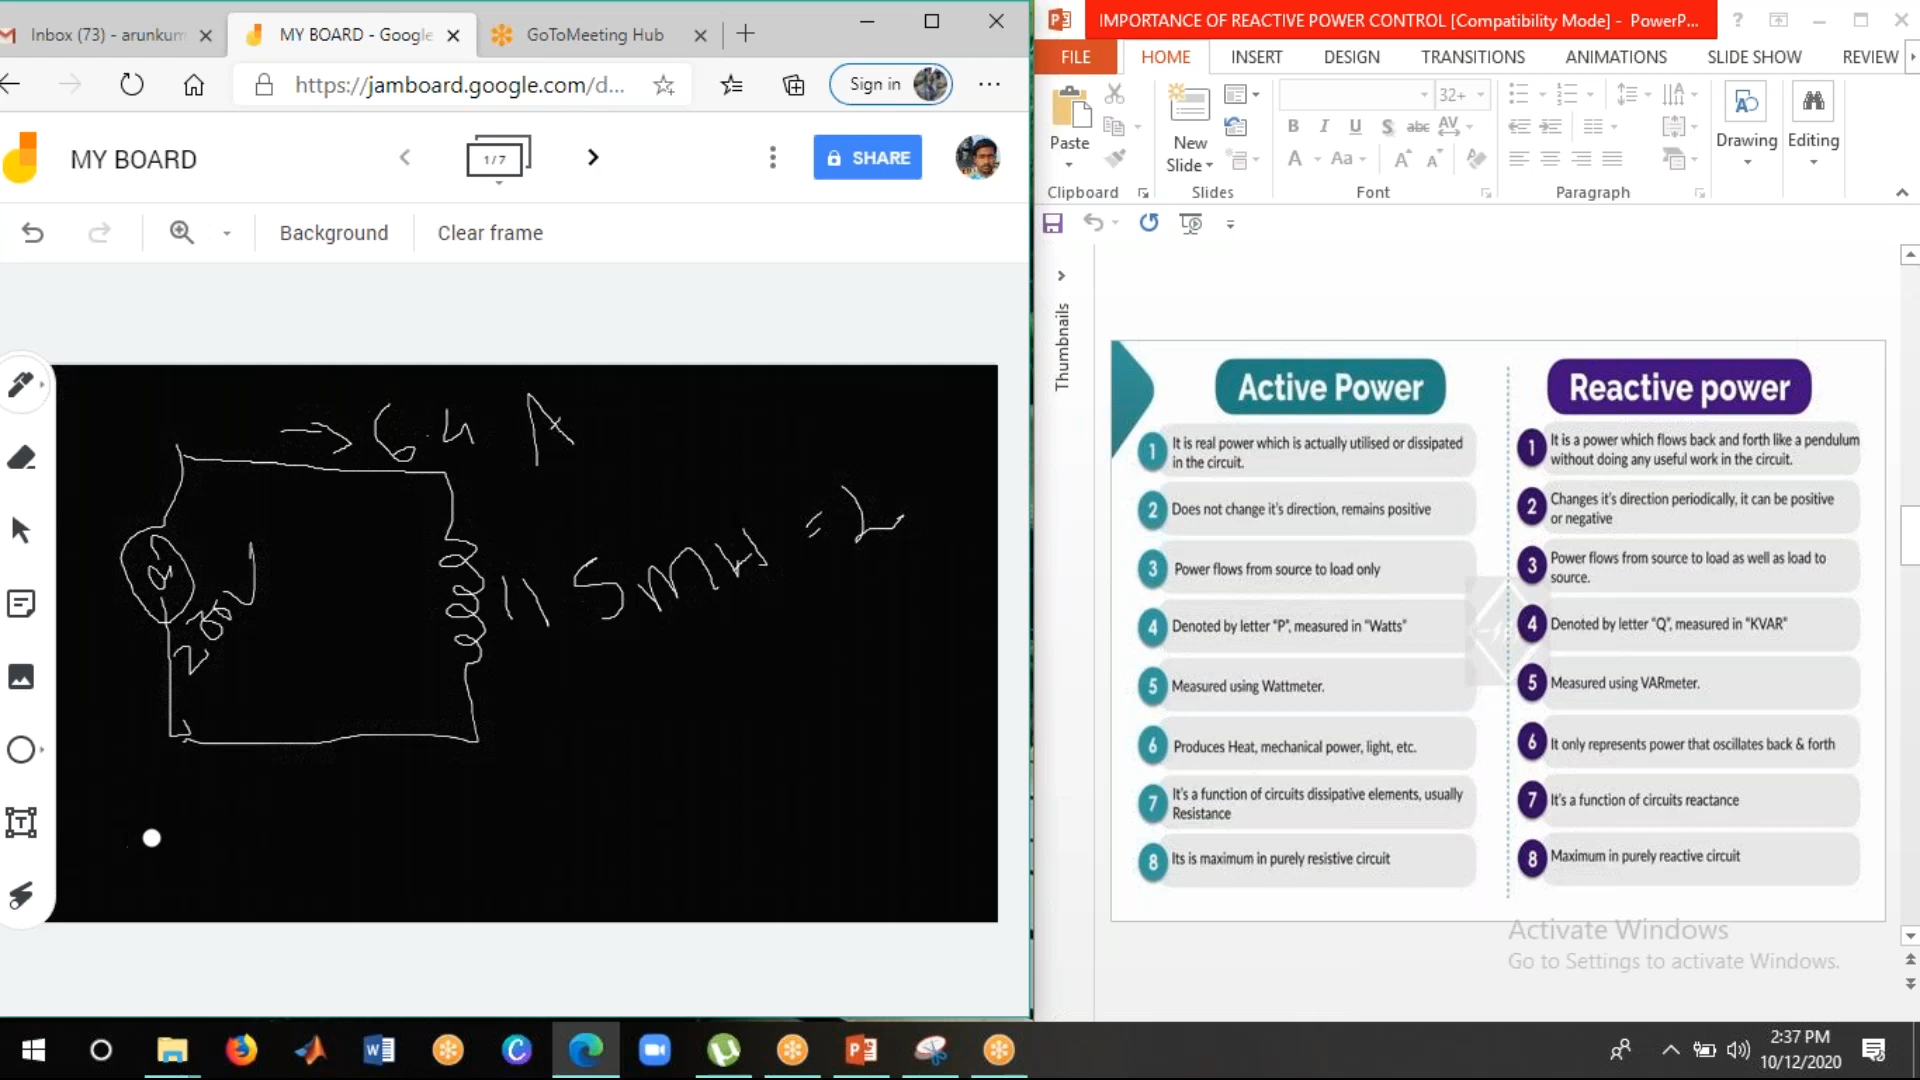 Inbox (73) - arunkum
MY BOARD - Google
GoToMeeting Hub
https://jamboard.google.com/d...
Sign in
MY BOARD
1/7
SHARE
Background
Clear frame
→ 6.4 A
200V
115 mH = L
IMPORTANCE OF REACTIVE POWER CONTROL [Compatibility Mode] - PowerP...
FILE HOME INSERT DESIGN TRANSITIONS ANIMATIONS SLIDE SHOW REVIEW
Paste
New
Slide
32+
B I U S abc AV
A Aa A A
Drawing
Editing
Clipboard Slides Font Paragraph
Thumbnails
Active Power
1 It is real power which is actually utilised or dissipated
in the circuit.
2 Does not change it's direction, remains positive
3 Power flows from source to load only
4 Denoted by letter "P", measured in "Watts"
5 Measured using Wattmeter.
6 Produces Heat, mechanical power, light, etc.
7 It's a function of circuits dissipative elements, usually
Resistance
8 Its is maximum in purely resistive circuit
Reactive power
1 It is a power which flows back and forth like a pendulum
without doing any useful work in the circuit.
2 Changes it's direction periodically, it can be positive
or negative
3 Power flows from source to load as well as load to
source.
4 Denoted by letter "Q", measured in "KVAR"
5 Measured using VARmeter.
6 It only represents power that oscillates back & forth
7 It's a function of circuits reactance
8 Maximum in purely reactive circuit
Activate Windows
Go to Settings to activate Windows.
2:37 PM
10/12/2020